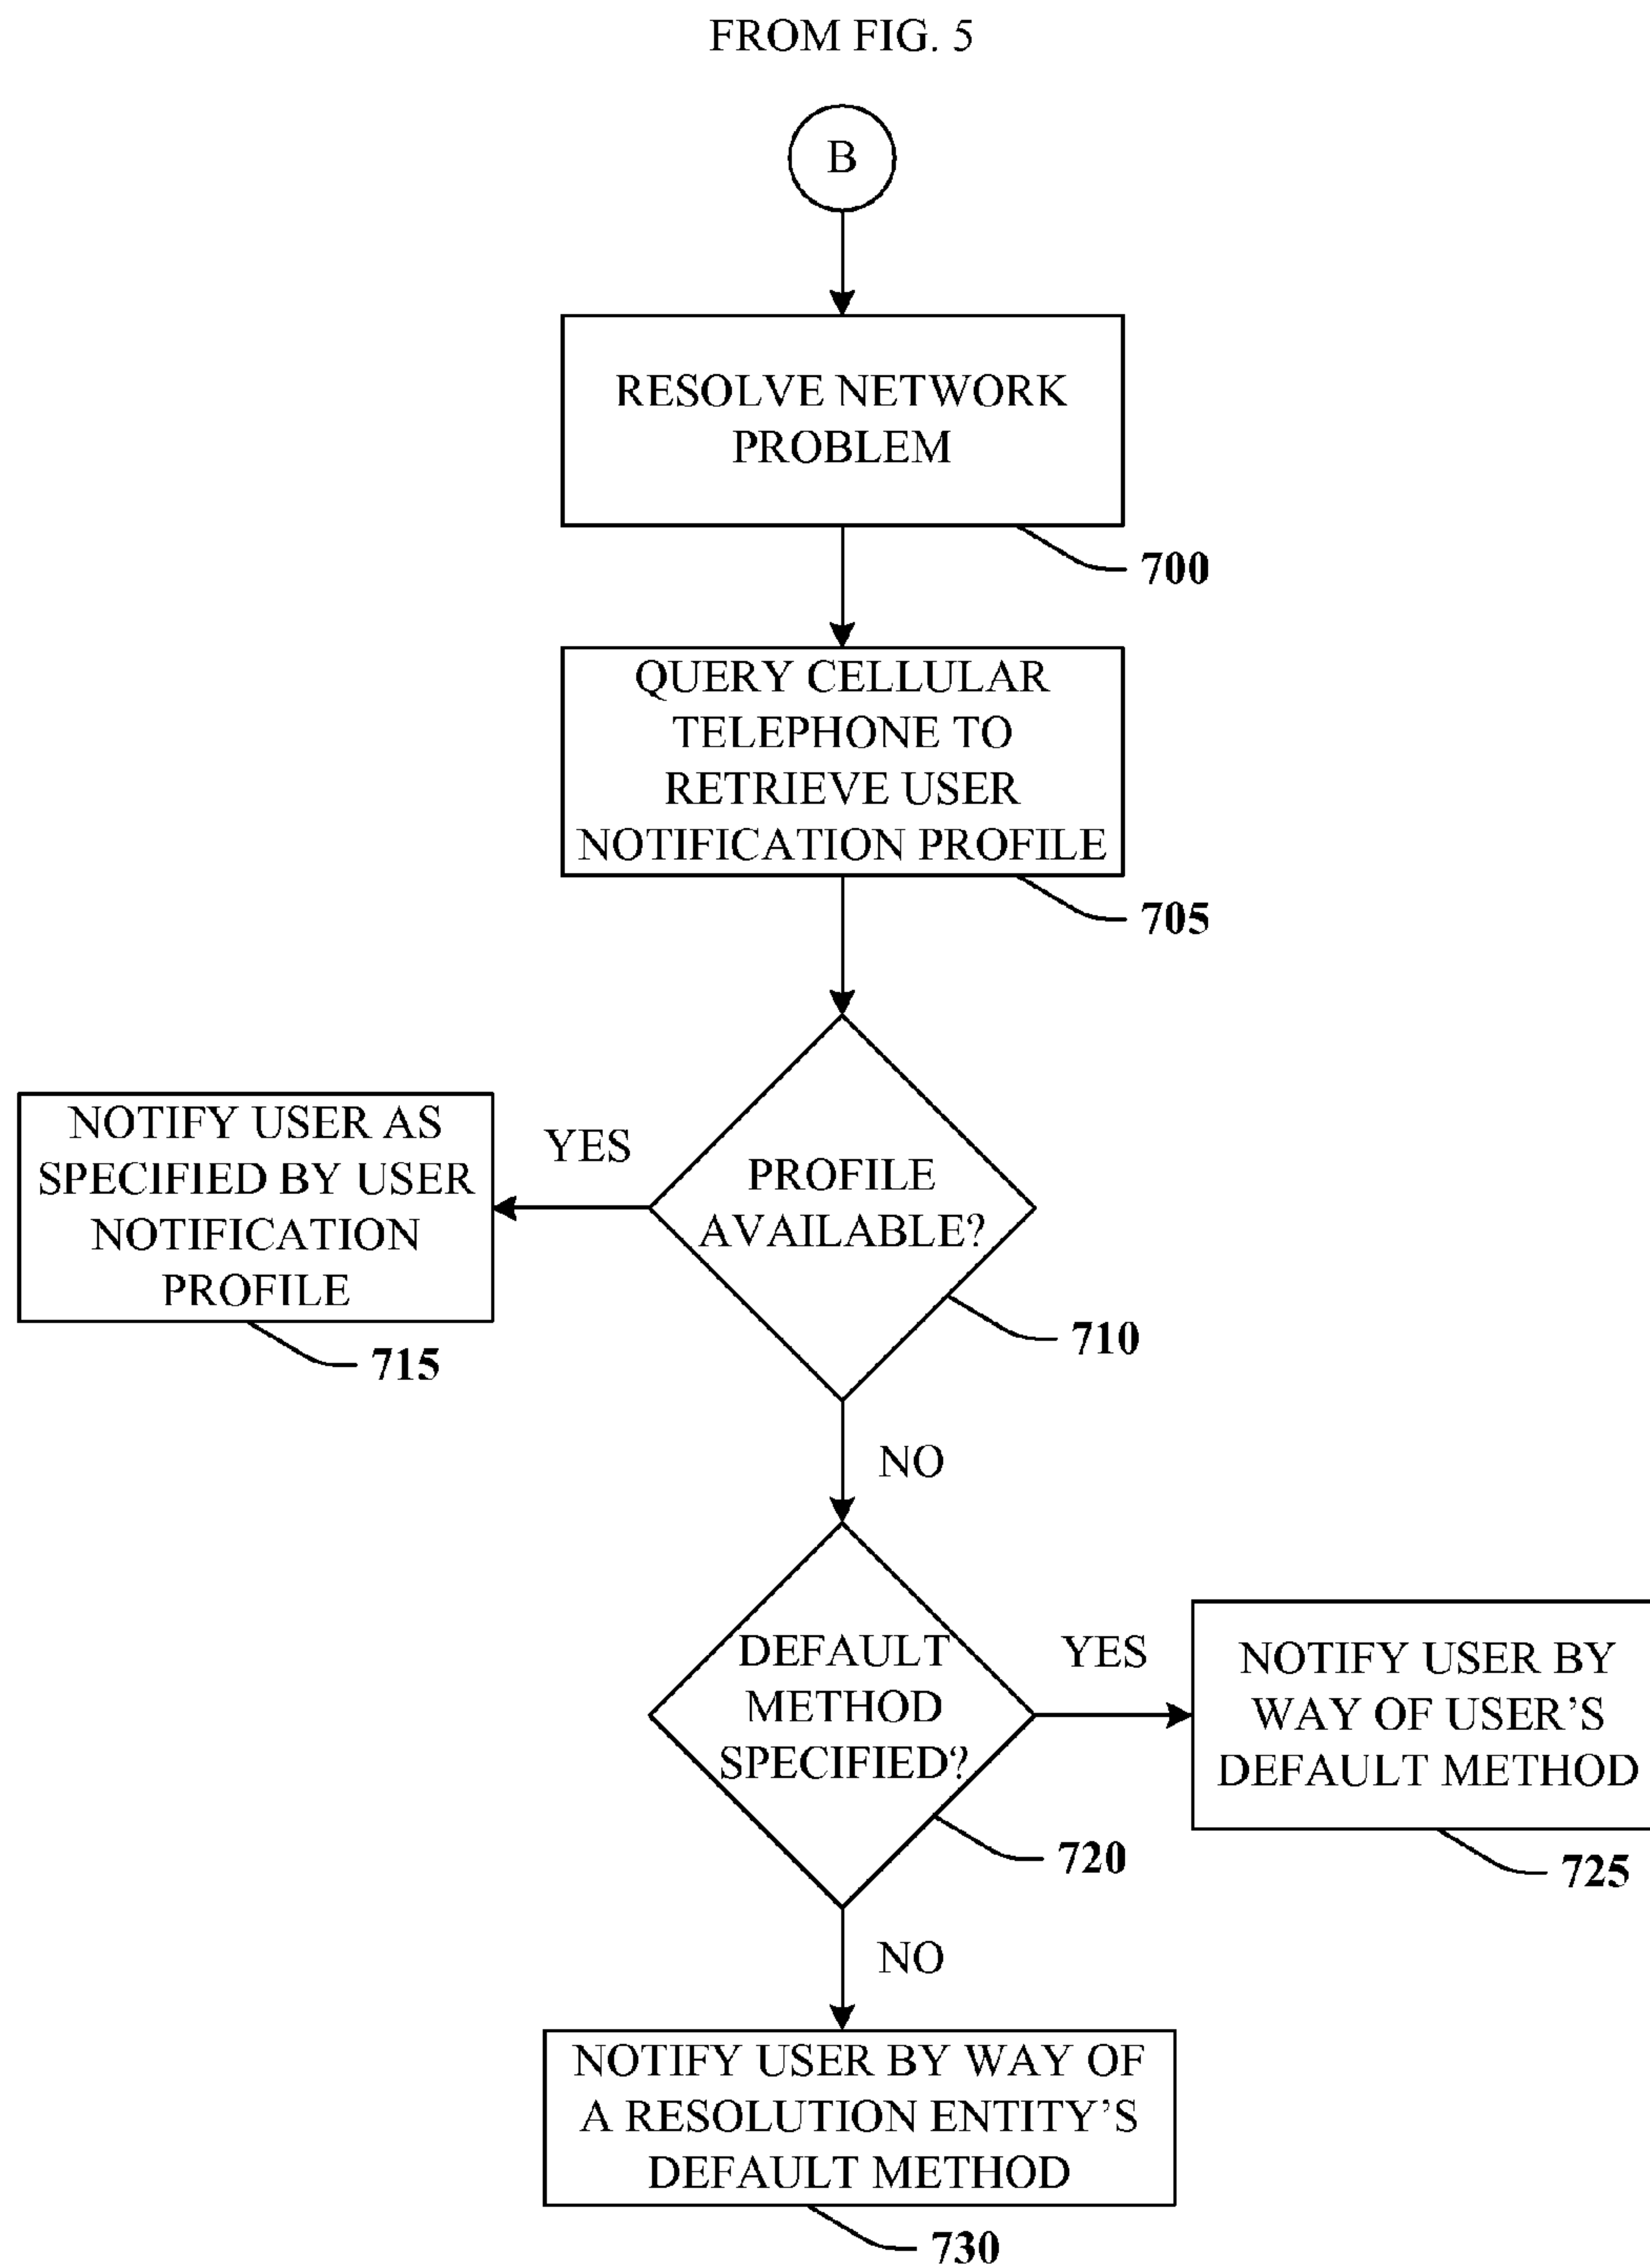 FROM FIG. 5
B
RESOLVE NETWORK
PROBLEM
700
QUERY CELLULAR
TELEPHONE TO
RETRIEVE USER
NOTIFICATION PROFILE
705
PROFILE
AVAILABLE?
710
YES
NOTIFY USER AS
SPECIFIED BY USER
NOTIFICATION
PROFILE
715
NO
DEFAULT
METHOD
SPECIFIED?
720
YES
NOTIFY USER BY
WAY OF USER’S
DEFAULT METHOD
725
NO
NOTIFY USER BY WAY OF
A RESOLUTION ENTITY’S
DEFAULT METHOD
730